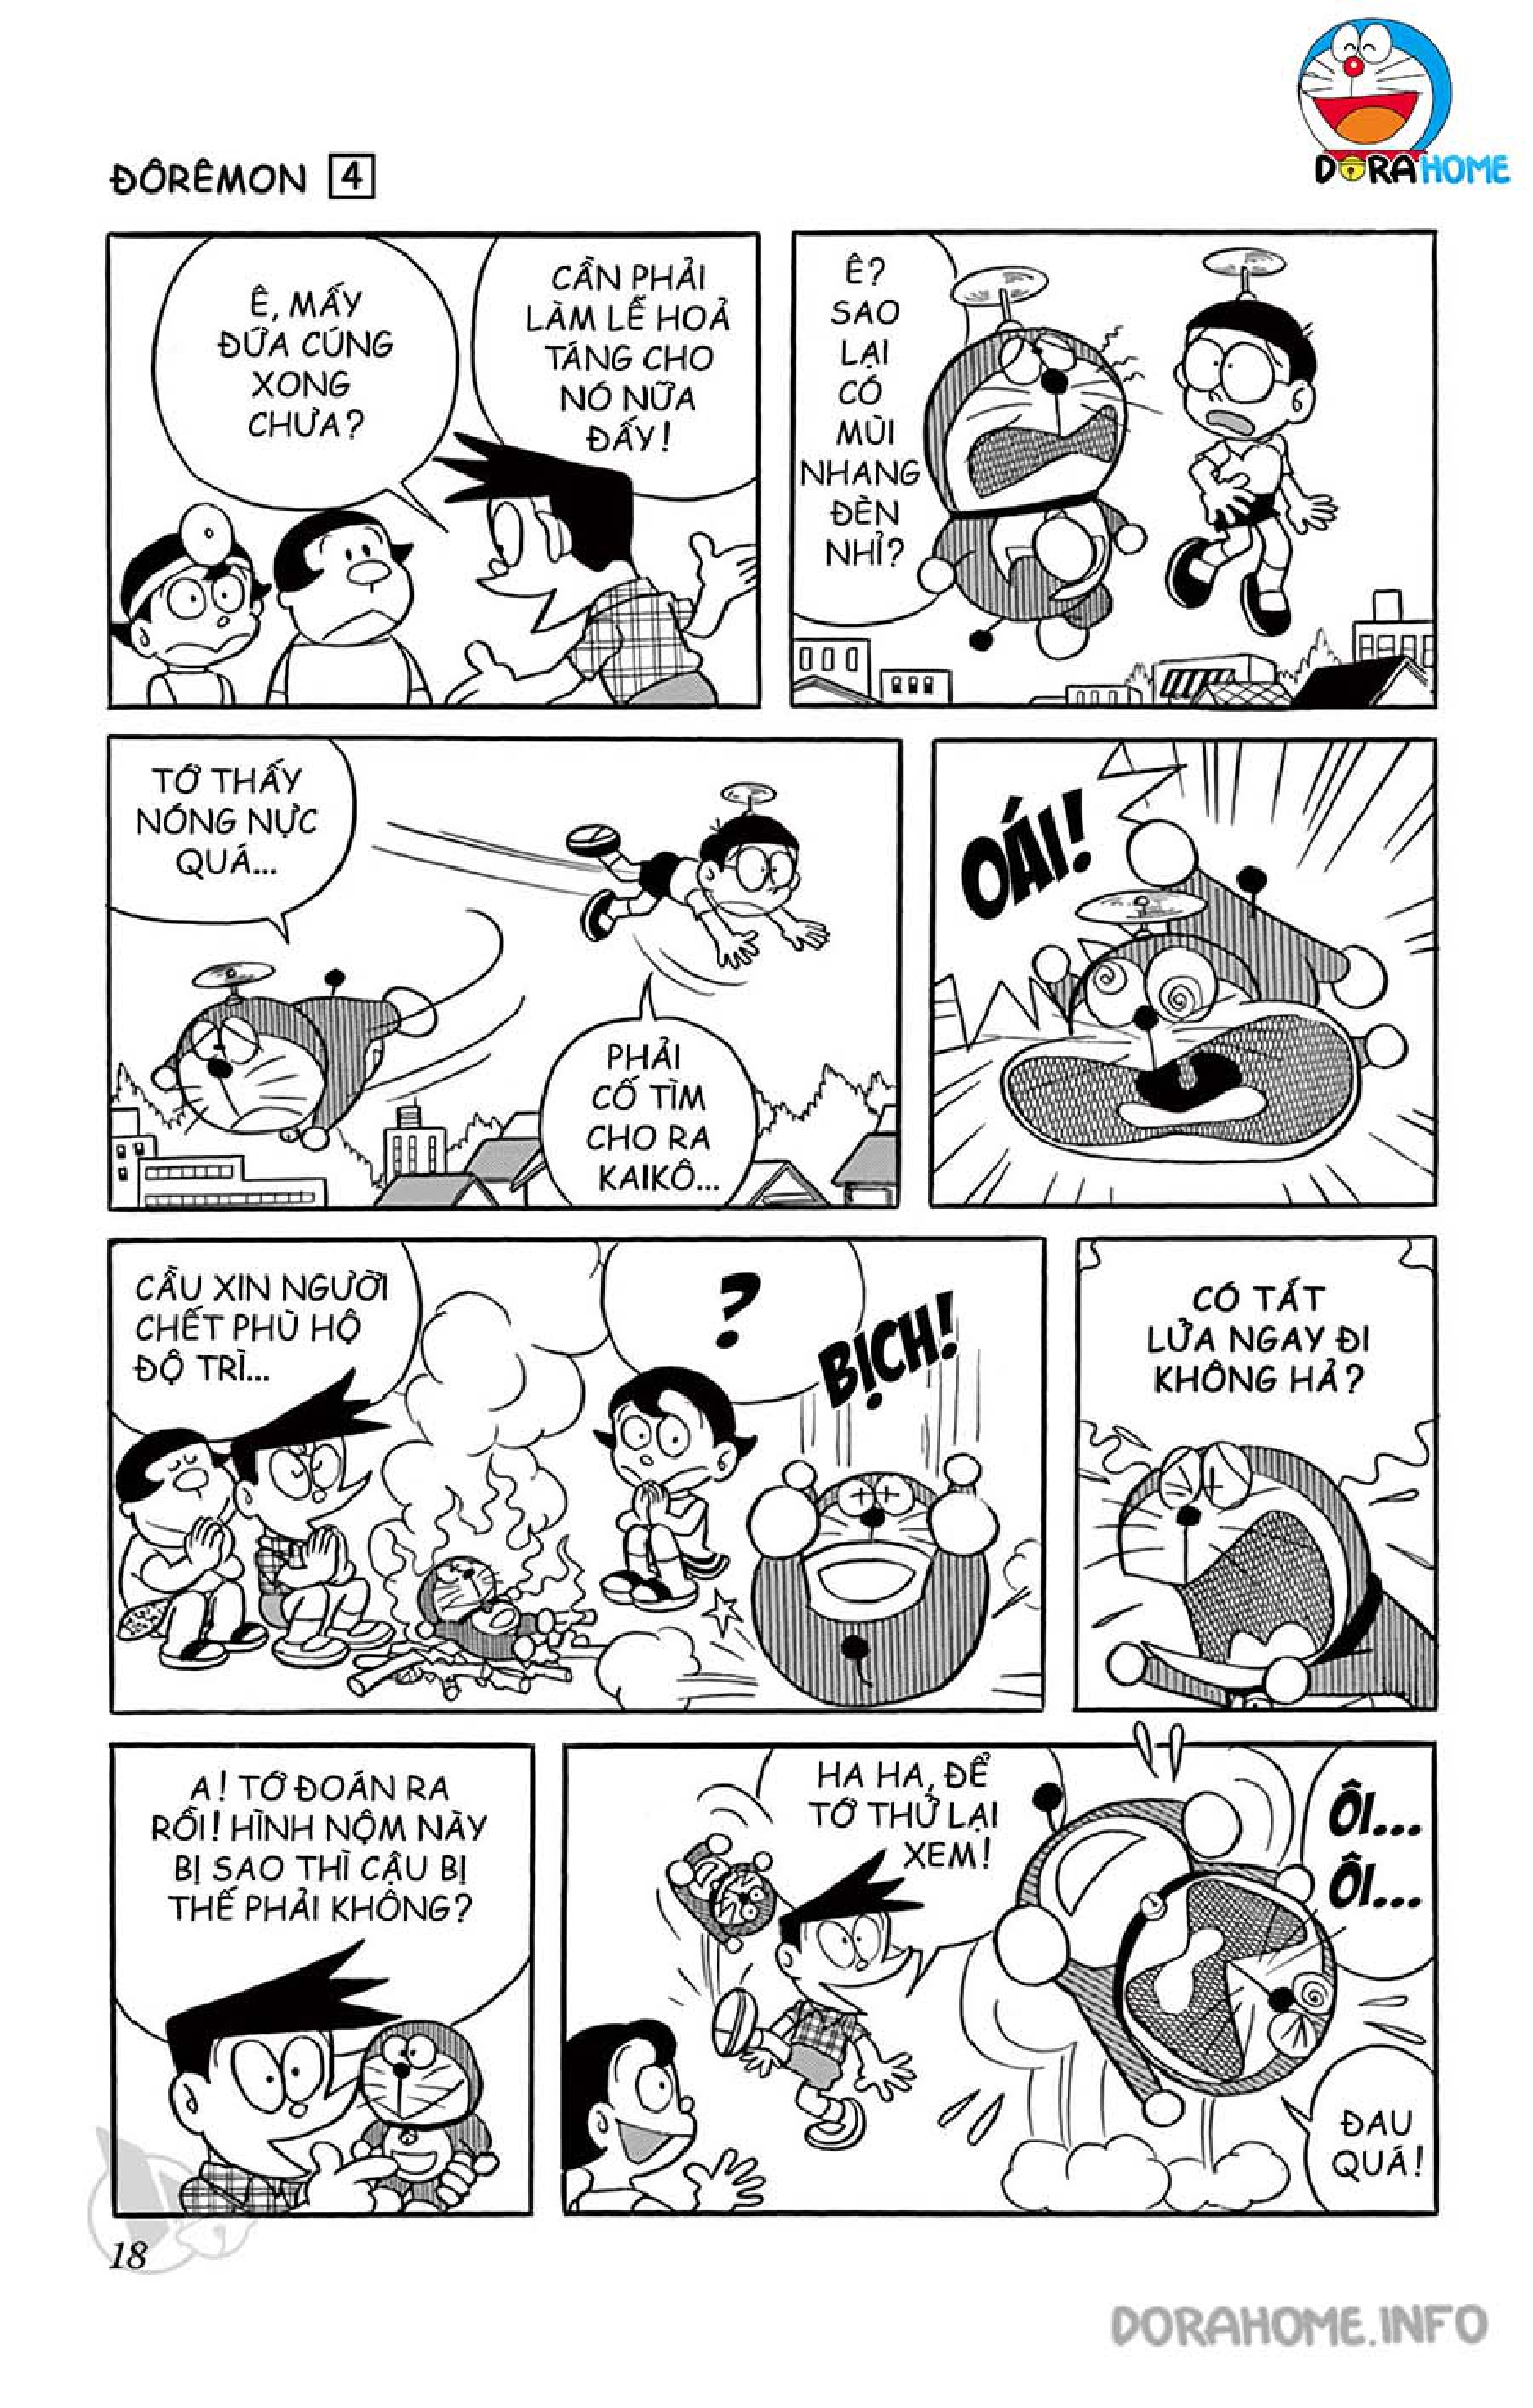 DORAHOME
ĐÔRÊMON 4
Ê, MẤY
ĐỨA CÚNG
XONG
CHƯA?
CẦN PHẢI
LÀM LỄ HOẢ
TÁNG CHO
NÓ NỮA
ĐẤY!
Ê?
SAO
LẠI
CÓ
MÙI
NHANG
ĐÈN
NHỈ?
TỚ THẤY
NÓNG NỰC
QUÁ...
PHẢI
CỐ TÌM
CHO RA
KAIKÔ...
OÁI!
CẦU XIN NGƯỜI
CHẾT PHÙ HỘ
ĐỘ TRÌ...
?
BỊCH!
CÓ TẮT
LỬA NGAY ĐI
KHÔNG HẢ?
A! TỚ ĐOÁN RA
RỒI! HÌNH NỘM NÀY
BỊ SAO THÌ CẬU BỊ
THẾ PHẢI KHÔNG?
HA HA, ĐỂ
TỚ THỬ LẠI
XEM!
ÔI...
ÔI...
ĐAU
QUÁ!
18
DORAHOME.INFO